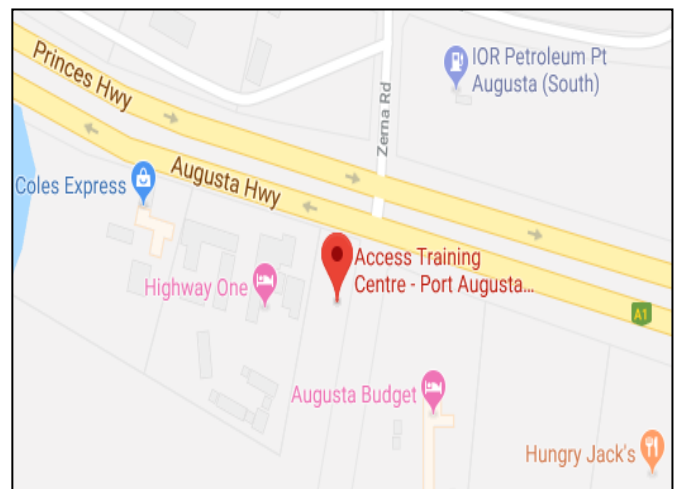 Princes Hwy
IOR Petroleum Pt
Augusta (South)
Zerna Rd
Augusta Hwy
Coles Express
Access Training
Centre - Port Augusta...
Highway One
A1
Augusta Budget
Hungry Jack's